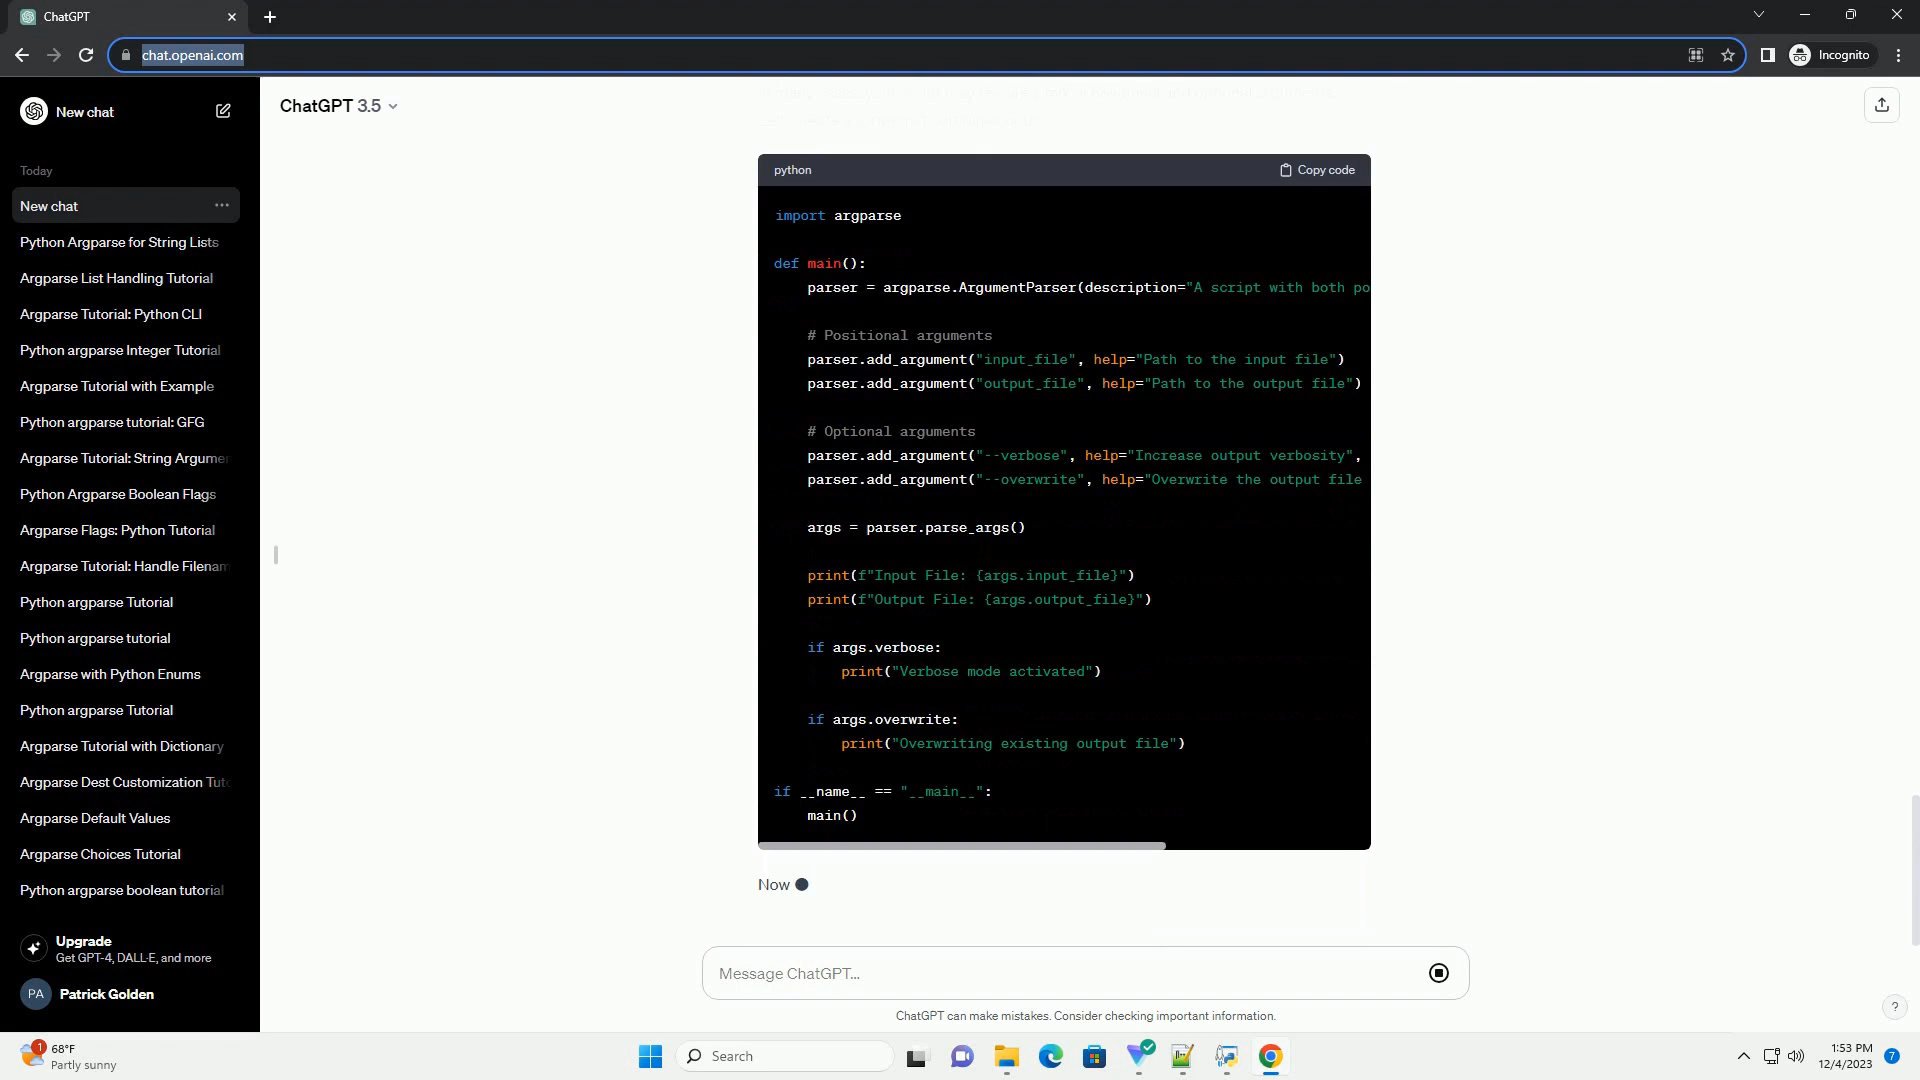 ChatGPT
chat.openai.com
Incognito
New chat
Today
New chat
Python Argparse for String Lists
Argparse List Handling Tutorial
Argparse Tutorial: Python CLI
Python argparse Integer Tutorial
Argparse Tutorial with Example
Python argparse tutorial: GFG
Argparse Tutorial: String Argumen
Python Argparse Boolean Flags
Argparse Flags: Python Tutorial
Argparse Tutorial: Handle Filenam
Python argparse Tutorial
Python argparse tutorial
Argparse with Python Enums
Python argparse Tutorial
Argparse Tutorial with Dictionary
Argparse Dest Customization Tuto
Argparse Default Values
Argparse Choices Tutorial
Python argparse boolean tutorial
Upgrade
Get GPT-4, DALL·E, and more
PA
Patrick Golden
ChatGPT 3.5
python
Copy code
import argparse
def main():
parser = argparse.ArgumentParser(description="A script with both po
# Positional arguments
parser.add_argument("input_file", help="Path to the input file")
parser.add_argument("output_file", help="Path to the output file")
# Optional arguments
parser.add_argument("--verbose", help="Increase output verbosity",
parser.add_argument("--overwrite", help="Overwrite the output file
args = parser.parse_args()
print(f"Input File: {args.input_file}")
print(f"Output File: {args.output_file}")
if args.verbose:
print("Verbose mode activated")
if args.overwrite:
print("Overwriting existing output file")
if __name__ == "__main__":
main()
Now
Message ChatGPT...
ChatGPT can make mistakes. Consider checking important information.
?
1
68°F
Partly sunny
Search
1:53 PM
12/4/2023
7